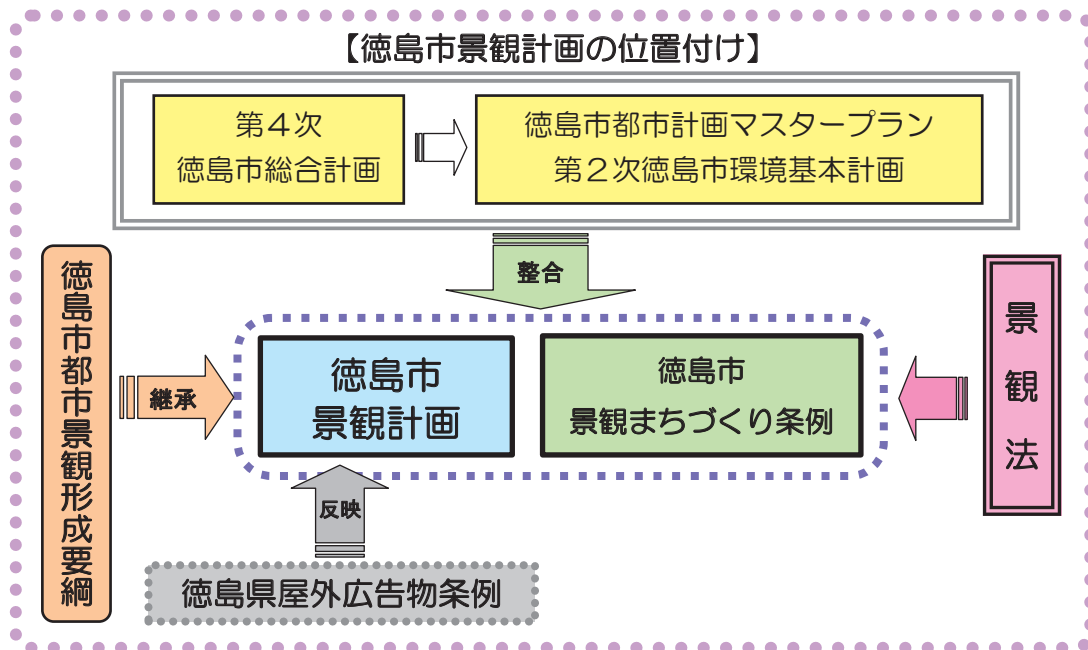 【徳島市景観計画の位置付け】
第4次
徳島市総合計画
徳島市都市計画マスタープラン
第2次徳島市環境基本計画
整合
徳島市都市景観形成要綱
継承
徳島市
景観計画
徳島市
景観まちづくり条例
景観法
反映
徳島県屋外広告物条例